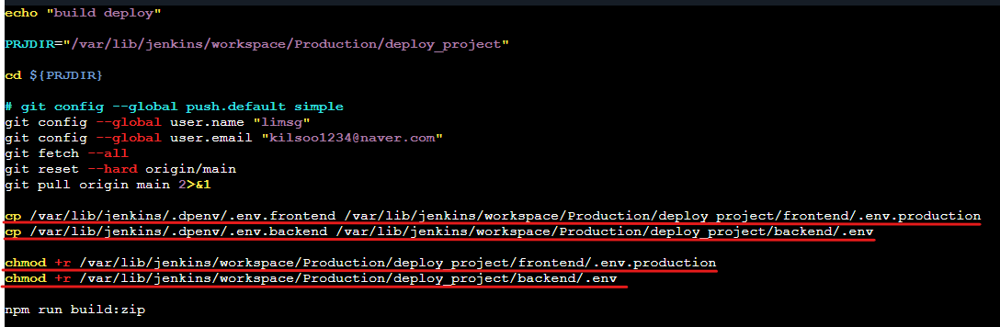 echo "build deploy"
PRJDIR="/var/lib/jenkins/workspace/Production/deploy_project"
cd ${PRJDIR}
# git config --global push.default simple
git config --global user.name "limsg"
git config --global user.email "kilsoo1234@naver.com"
git fetch --all
git reset --hard origin/main
git pull origin main 2>&1
cp /var/lib/jenkins/.dpenv/.env.frontend /var/lib/jenkins/workspace/Production/deploy_project/frontend/.env.production
cp /var/lib/jenkins/.dpenv/.env.backend /var/lib/jenkins/workspace/Production/deploy_project/backend/.env
chmod +r /var/lib/jenkins/workspace/Production/deploy_project/frontend/.env.production
chmod +r /var/lib/jenkins/workspace/Production/deploy_project/backend/.env
npm run build:zip